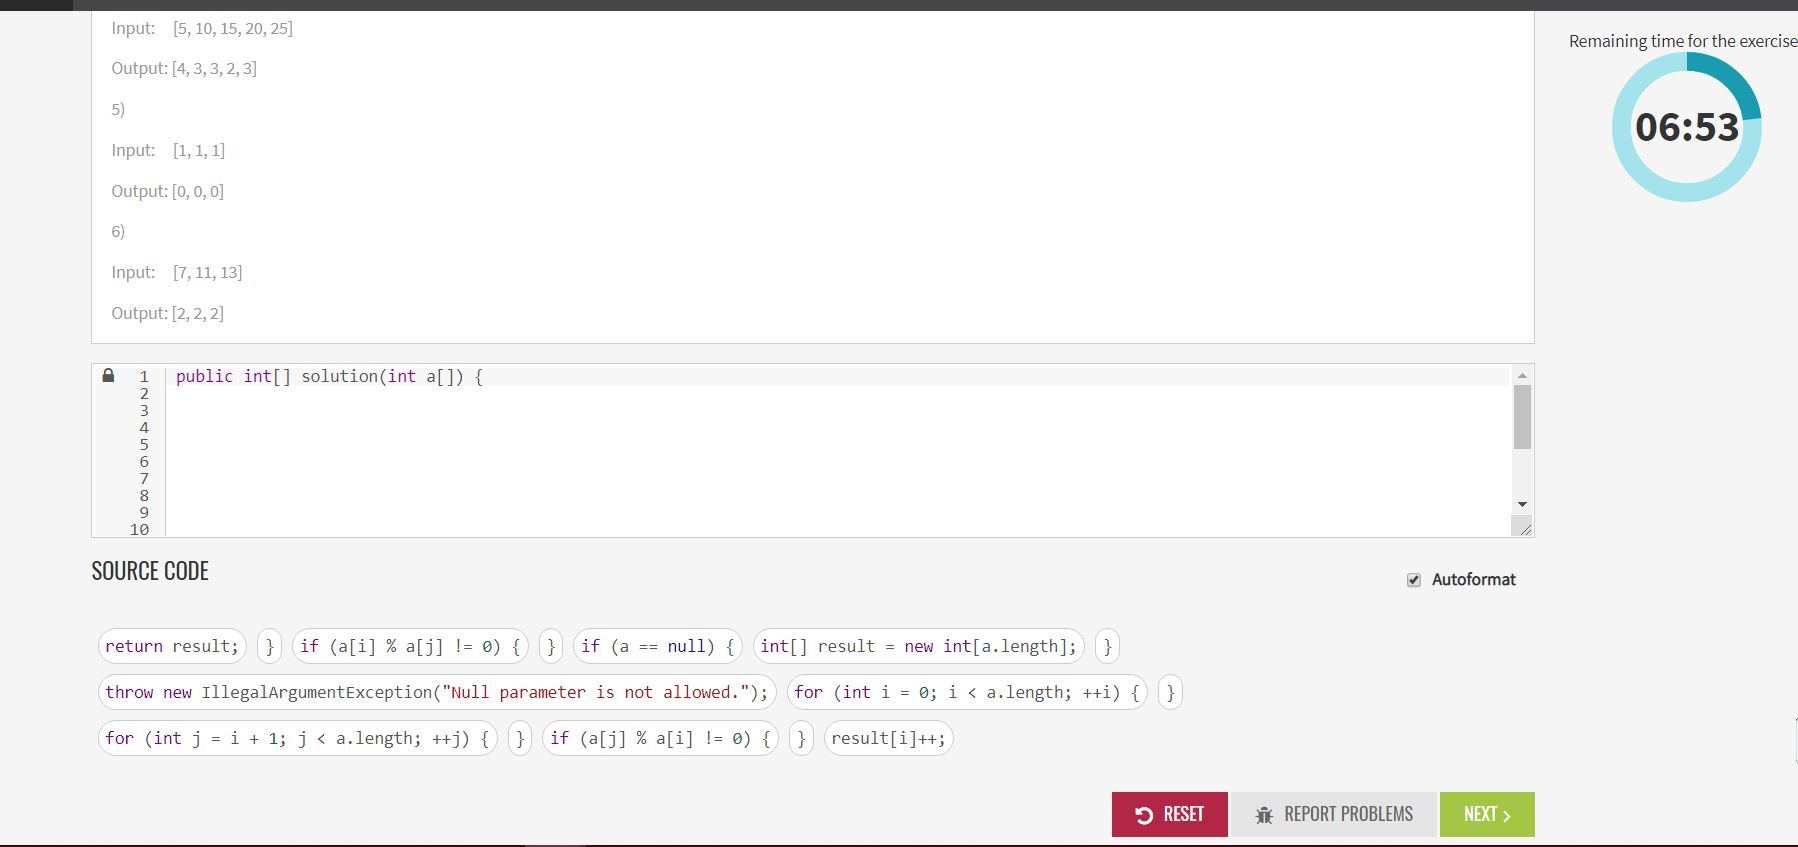 Input: [5, 10, 15, 20, 25]
Remaining time for the exercise
Output: [4, 3, 3, 2, 3]
5)
06:53
Input: [1, 1, 1]
Output: [0, 0, 0]
6)
Input: [7, 11, 13]
Output: [2, 2, 2]
1 public int[] solution(int a[]) {
2
3
4
5
6
7
8
9
10
SOURCE CODE
Autoformat
return result; } if (a[i] % a[j] != 0) { } if (a == null) { int[] result = new int[a.length]; }
throw new IllegalArgumentException("Null parameter is not allowed."); for (int i = 0; i < a.length; ++i) { }
for (int j = i + 1; j < a.length; ++j) { } if (a[j] % a[i] != 0) { } result[i]++;
RESET REPORT PROBLEMS NEXT >